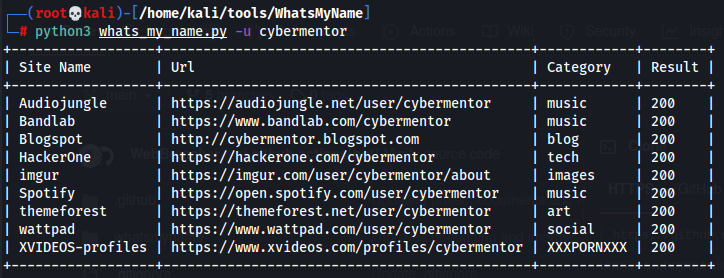 (root💀kali)-[/home/kali/tools/WhatsMyName]
# python3 whats_my_name.py -u cybermentor
| Site Name | Url | Category | Result |
| Audiojungle | https://audiojungle.net/user/cybermentor | music | 200 |
| Bandlab | https://www.bandlab.com/cybermentor | music | 200 |
| Blogspot | http://cybermentor.blogspot.com | blog | 200 |
| HackerOne | https://hackerone.com/cybermentor | tech | 200 |
| imgur | https://imgur.com/user/cybermentor/about | images | 200 |
| Spotify | https://open.spotify.com/user/cybermentor | music | 200 |
| themeforest | https://themeforest.net/user/cybermentor | art | 200 |
| wattpad | https://www.wattpad.com/user/cybermentor | social | 200 |
| XVIDEOS-profiles | https://www.xvideos.com/profiles/cybermentor | XXXPORNXXX | 200 |